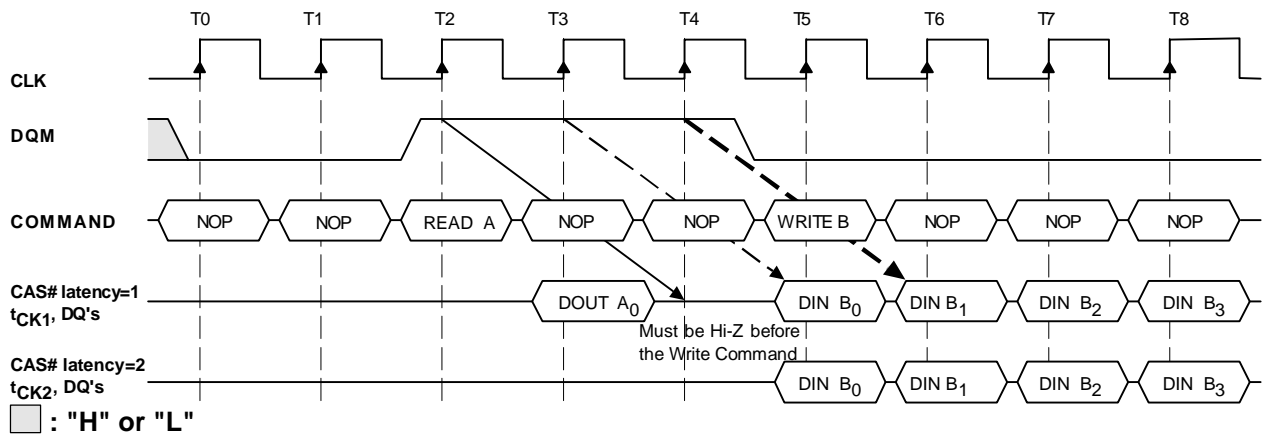 T0 T1 T2 T3 T4 T5 T6 T7 T8
CLK
DQM
COMMAND NOP NOP READ A NOP NOP WRITE B NOP NOP NOP
CAS# latency=1
tCK1, DQ's
DOUT A0 DIN B0 DIN B1 DIN B2 DIN B3
Must be Hi-Z before
the Write Command
CAS# latency=2
tCK2, DQ's
DIN B0 DIN B1 DIN B2 DIN B3
: "H" or "L"